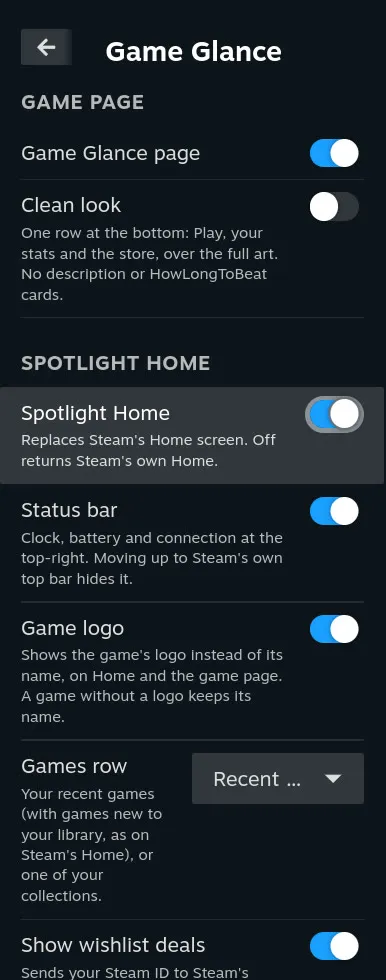 Game Glance
GAME PAGE
Game Glance page
Clean look
One row at the bottom: Play, your
stats and the store, over the full art.
No description or HowLongToBeat
cards.
SPOTLIGHT HOME
Spotlight Home
Replaces Steam's Home screen. Off
returns Steam's own Home.
Status bar
Clock, battery and connection at the
top-right. Moving up to Steam's own
top bar hides it.
Game logo
Shows the game's logo instead of its
name, on Home and the game page.
A game without a logo keeps its
name.
Games row
Recent ...
Your recent games
(with games new to
your library, as on
Steam's Home), or
one of your
collections.
Show wishlist deals
Sends your Steam ID to Steam's